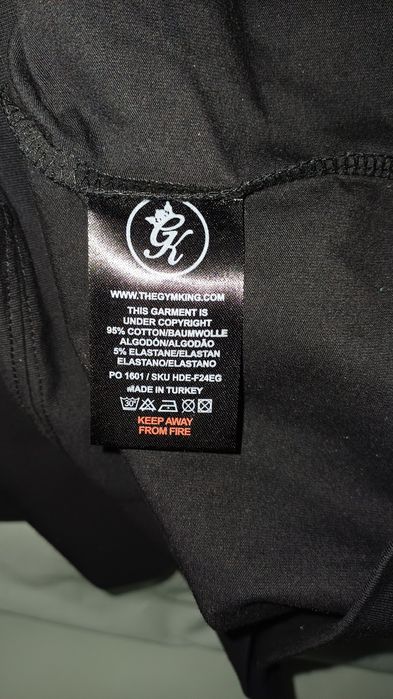 GK
WWW.THEGYMKING.COM
THIS GARMENT IS
UNDER COPYRIGHT
95% COTTON/BAUMWOLLE
ALGODÓN/ALGODÃO
5% ELASTANE/ELASTAN
ELASTANO/ELASTANO
PO 1601 / SKU HDE-F24EG
MADE IN TURKEY
30°
KEEP AWAY
FROM FIRE